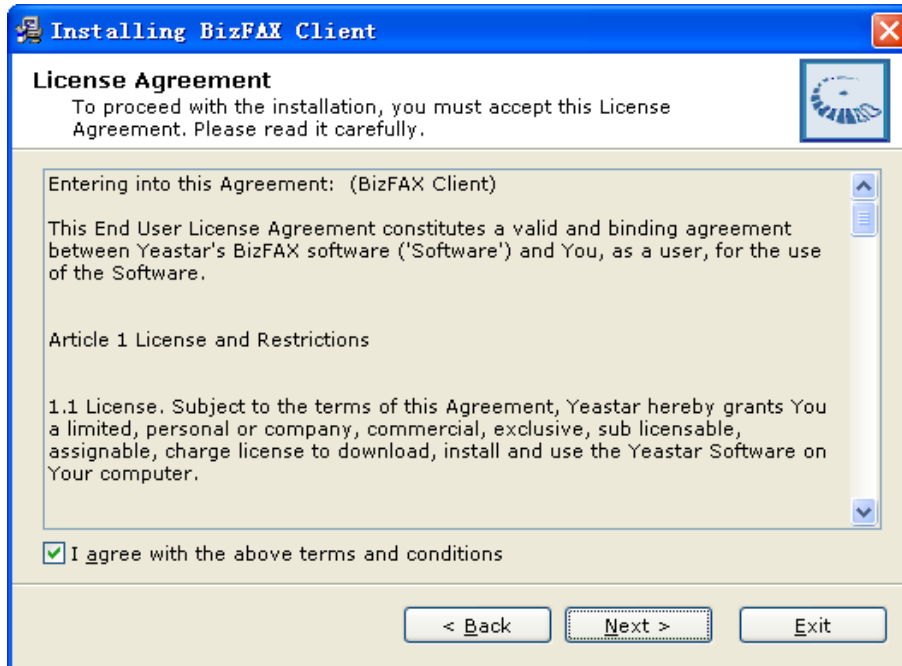 Installing BizFAX Client
License Agreement
To proceed with the installation, you must accept this License
Agreement. Please read it carefully.
Entering into this Agreement:  (BizFAX Client)
This End User License Agreement constitutes a valid and binding agreement
between Yeastar's BizFAX software ('Software') and You, as a user, for the use
of the Software.
Article 1 License and Restrictions
1.1 License. Subject to the terms of this Agreement, Yeastar hereby grants You
a limited, personal or company, commercial, exclusive, sub licensable,
assignable, charge license to download, install and use the Yeastar Software on
Your computer.
I agree with the above terms and conditions
< Back
Next >
Exit